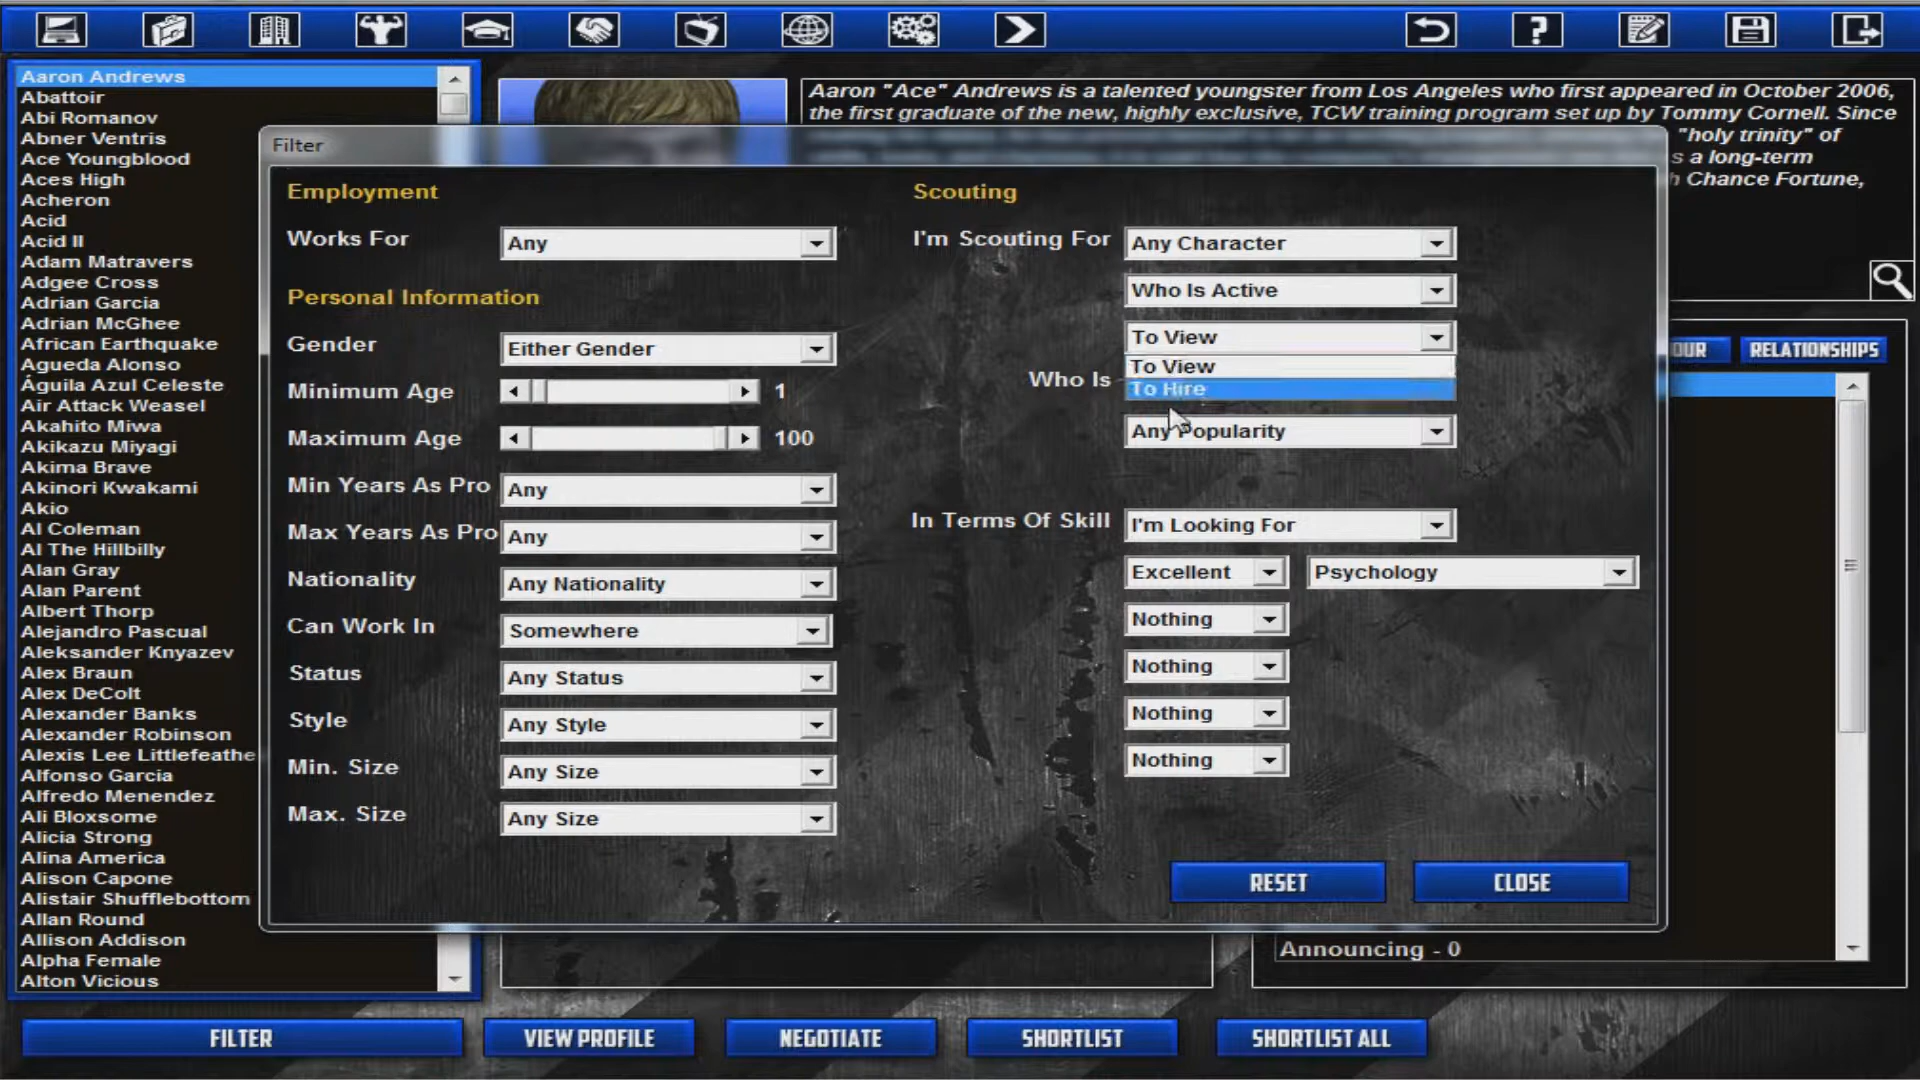 Aaron Andrews
Abattoir
Abi Romanov
Abner Ventris
Ace Youngblood
Aces High
Acheron
Acid
Acid II
Adam Matravers
Adgee Cross
Adrian Garcia
Adrian McGhee
African Earthquake
Agueda Alonso
Águila Azul Celeste
Air Attack Weasel
Akahito Miwa
Akikazu Miyagi
Akima Brave
Akinori Kwakami
Akio
Al Coleman
Al The Hillbilly
Alan Gray
Alan Parent
Albert Thorp
Alejandro Pascual
Aleksander Knyazev
Alex Braun
Alex DeColt
Alexander Banks
Alexander Robinson
Alexis Lee Littlefeathe
Alfonso Garcia
Alfredo Menendez
Ali Bloxsome
Alicia Strong
Alina America
Alison Capone
Alistair Shufflebottom
Allan Round
Allison Addison
Alpha Female
Alton Vicious
Aaron "Ace" Andrews is a talented youngster from Los Angeles who first appeared in October 2006,
the first graduate of the new, highly exclusive, TCW training program set up by Tommy Cornell. Since
"holy trinity" of
s a long-term
h Chance Fortune,
Filter
Employment
Works For Any
Personal Information
Gender Either Gender
Minimum Age 1
Maximum Age 100
Min Years As Pro Any
Max Years As Pro Any
Nationality Any Nationality
Can Work In Somewhere
Status Any Status
Style Any Style
Min. Size Any Size
Max. Size Any Size
Scouting
I'm Scouting For Any Character
Who Is Active
To View
To View
Who Is To Hire
Any Popularity
In Terms Of Skill I'm Looking For
Excellent Psychology
Nothing
Nothing
Nothing
Nothing
RESET CLOSE
OUR RELATIONSHIPS
Announcing - 0
FILTER VIEW PROFILE NEGOTIATE SHORTLIST SHORTLIST ALL